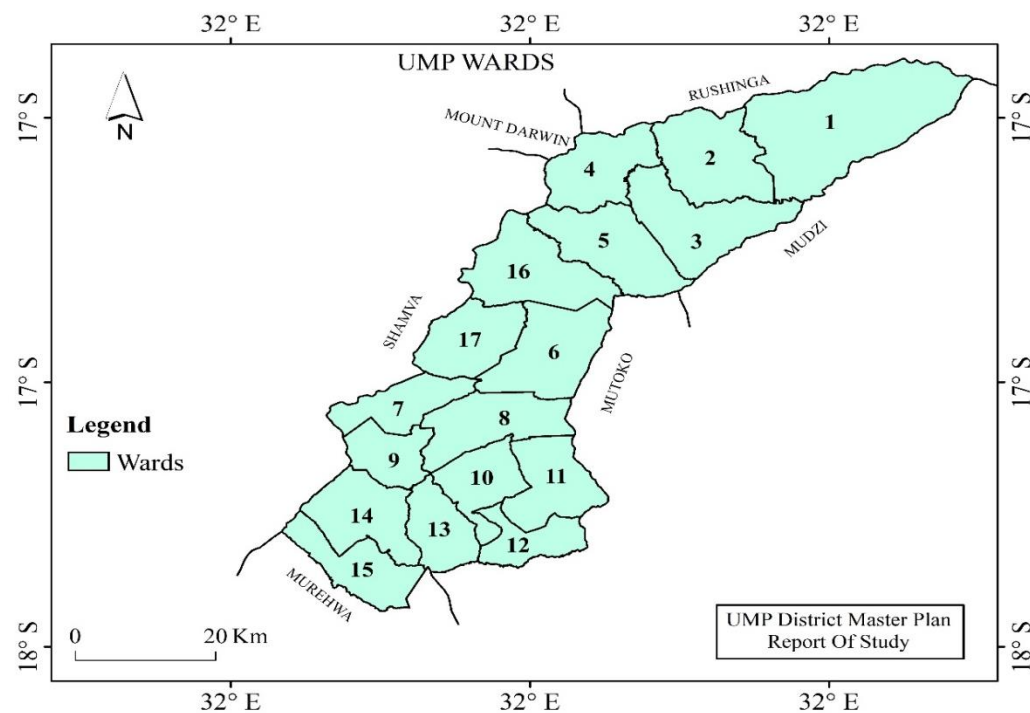 32° E 32° E 32° E
UMP WARDS
N
RUSHINGA
MOUNT DARWIN
17° S 17° S
1
2
4
3
5
MUDZI
16
SHAMVA
17
6
MUTOKO
17° S 17° S
7
8
Legend
Wards
9
10
11
14
13
12
15
MUREHWA
0 20 Km
UMP District Master Plan
Report Of Study
18° S 18° S
32° E 32° E 32° E